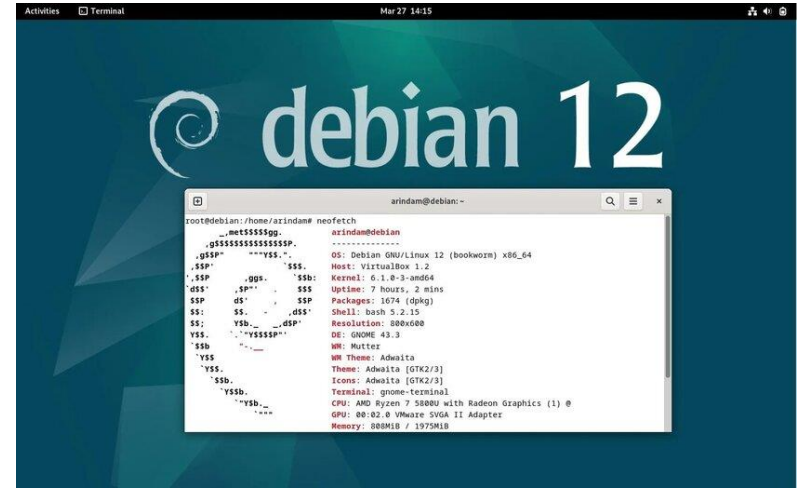 Activities Terminal Mar 27 14:15
debian 12
arindam@debian: ~
root@debian:/home/arindam# neofetch
_,met$$$$$gg. arindam@debian
,g$$$$$$$$$$$$$$$P. --------------
,g$$P" """Y$$.". OS: Debian GNU/Linux 12 (bookworm) x86_64
,$$P' `$$$. Host: VirtualBox 1.2
',$$P ,ggs. `$$b: Kernel: 6.1.0-3-amd64
`d$$' ,$P"' . $$$ Uptime: 7 hours, 2 mins
$$P d$' , $$P Packages: 1674 (dpkg)
$$: $$. - ,d$$' Shell: bash 5.2.15
$$; Y$b._ _,d$P' Resolution: 800x600
Y$$. `.`"Y$$$$P"' DE: GNOME 43.3
`$$b "-.__ WM: Mutter
`Y$$ WM Theme: Adwaita
`Y$$. Theme: Adwaita [GTK2/3]
`$$b. Icons: Adwaita [GTK2/3]
`Y$$b. Terminal: gnome-terminal
`"Y$b._ CPU: AMD Ryzen 7 5800U with Radeon Graphics (1) @
`""" GPU: 00:02.0 VMware SVGA II Adapter
Memory: 808MiB / 1975MiB